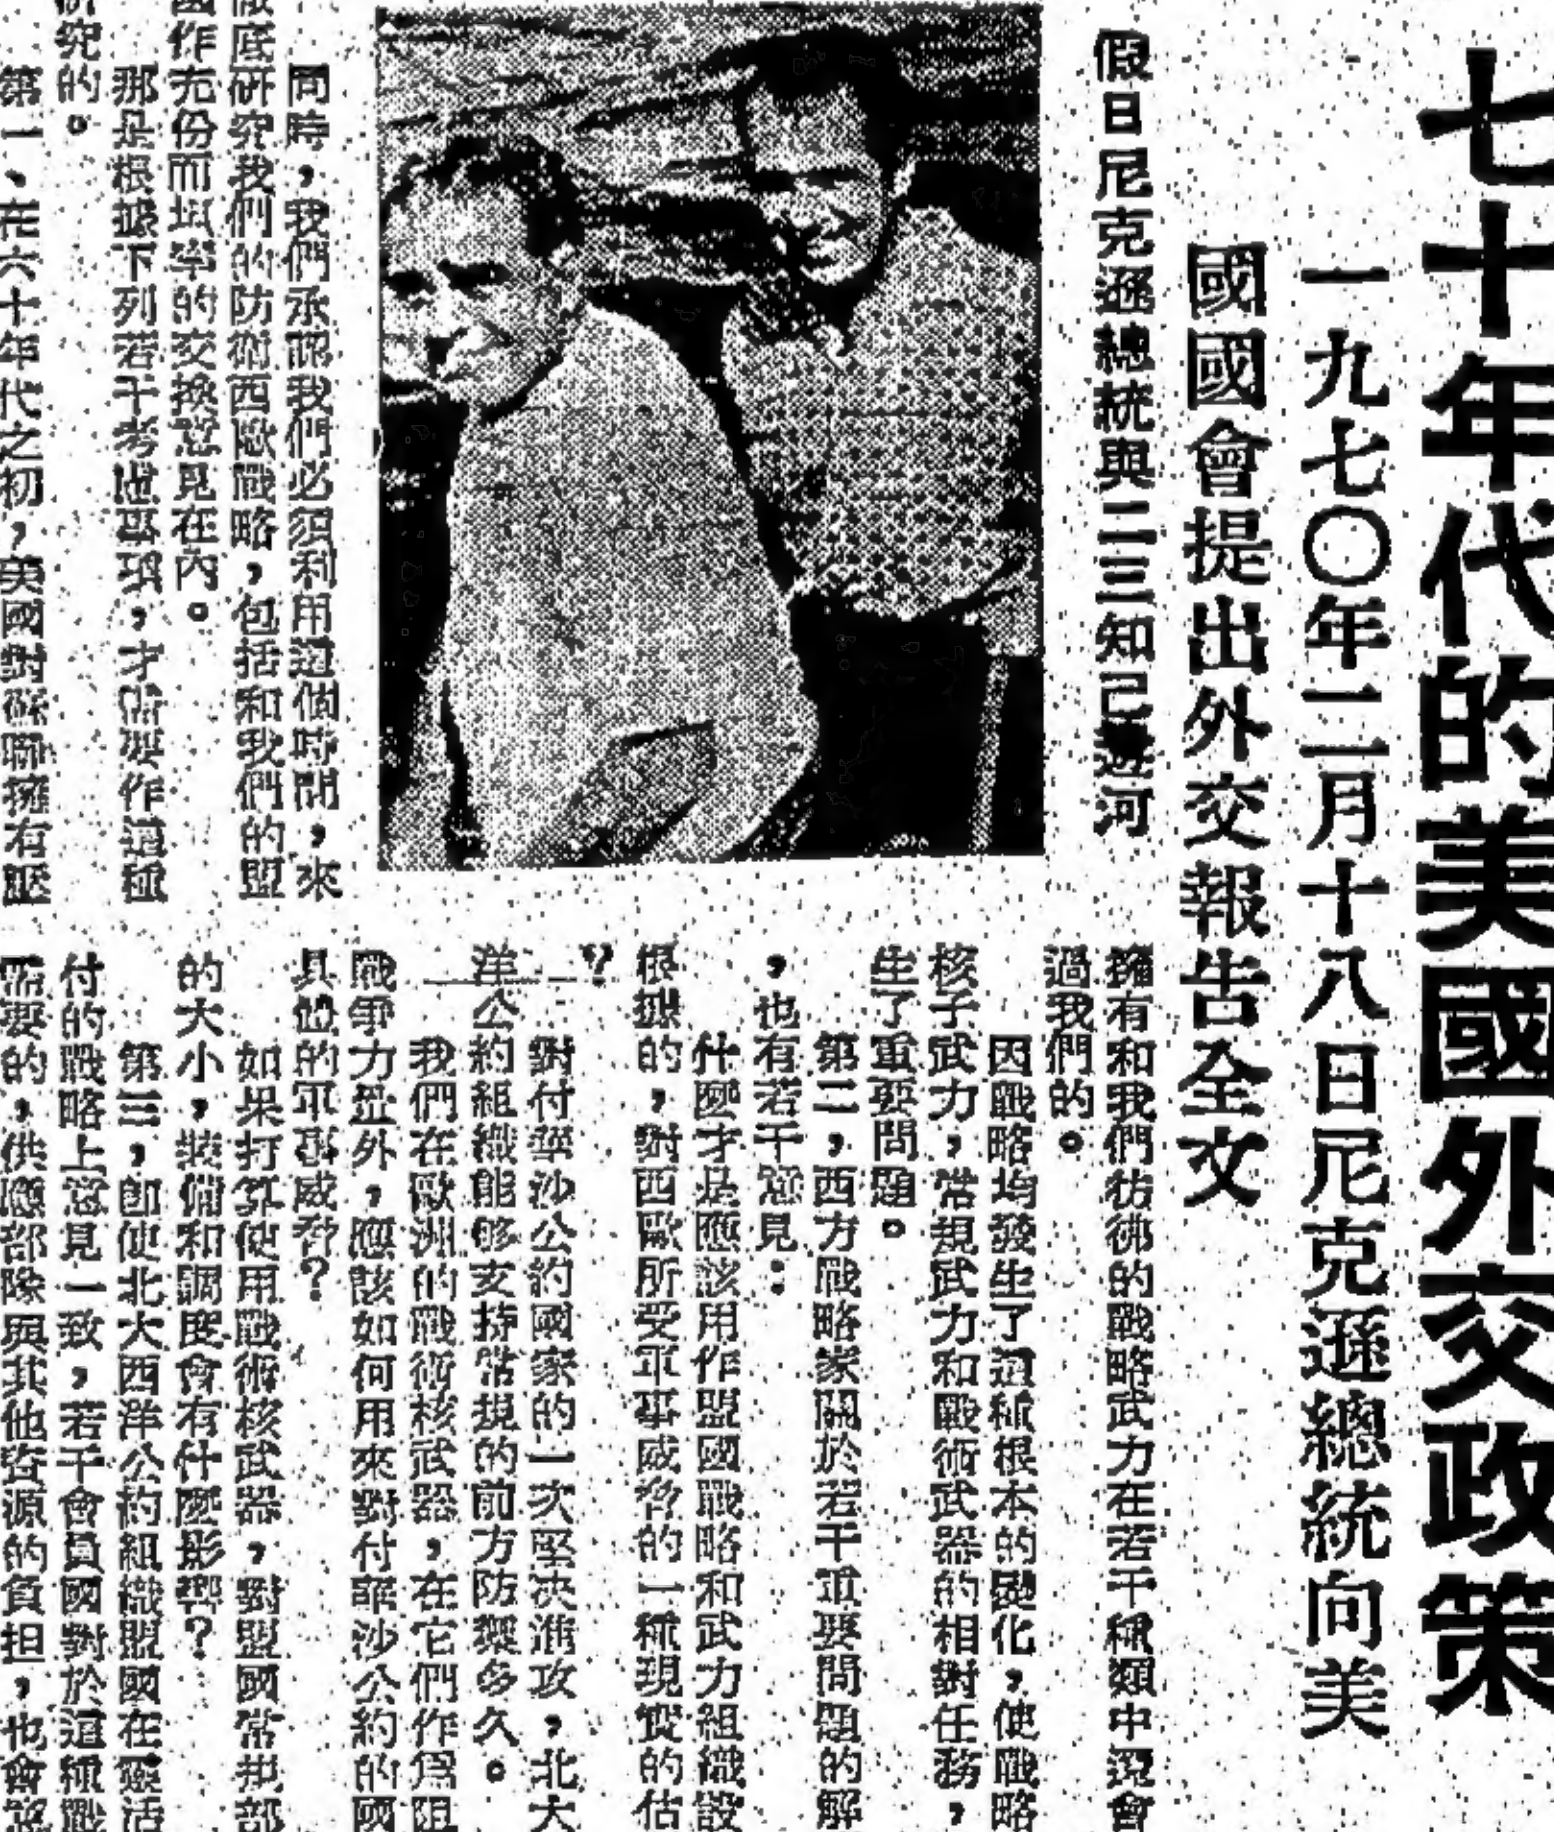 七十年代的美國外交政策
一九七〇年二月十八日尼克遜總統向美
國國會提出外交報告全文
假日尼克遜總統與二三知己遊河
同時，我們承認我們必須利用這個時間，來
徹底研究我們的防衛西歐戰略，包括和我們的盟
國作充份而坦率的交換意見在內。
那是根據下列若干考慮事項，才需要作這種
研究的。
第一，在六十年代之初，美國對蘇聯擁有壓
擁有和我們彷彿的戰略武力在若干種類中還會
過我們的。
因戰略均發生了這種根本的變化，使戰略
核子武力，常規武力和戰術武器的相對任務，
生了重要問題。
第二，西方戰略家關於若干重要問題的解
，也有若干意見：
什麼才是應該用作盟國戰略和武力組織設
根據的，對西歐所受軍事威脅的一種現實的估
？
對付華沙公約國家的一次堅決進攻，北大
洋公約組織能够支持常規的前方防禦多久。
我們在歐洲的戰術核武器，在它們作為阻
戰爭力量外，應該如何用來對付華沙公約的國
具體的軍事威脅？
如果打算使用戰術核武器，對盟國常規部
的大小，裝備和調度會有什麼影響？
第三，卽使北大西洋公約組織盟國在靈活
付的戰略上意見一致，若干會員國對於這種戰
需要的，供應部隊與其他資源的負担，也會